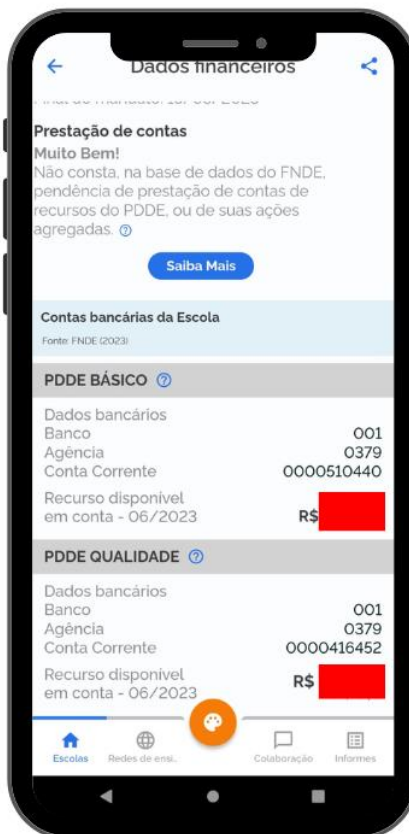 Dados financeiros
Prestação de contas
Muito Bem!
Não consta, na base de dados do FNDE,
pendência de prestação de contas de
recursos do PDDE, ou de suas ações
agregadas.
Saiba Mais
Contas bancárias da Escola
Fonte: FNDE (2023)
PDDE BÁSICO
Dados bancários
Banco 001
Agência 0379
Conta Corrente 0000510440
Recurso disponível
em conta - 06/2023 R$
PDDE QUALIDADE
Dados bancários
Banco 001
Agência 0379
Conta Corrente 0000416452
Recurso disponível
em conta - 06/2023 R$
Escolas Redes de ensi.. Colaboração Informes